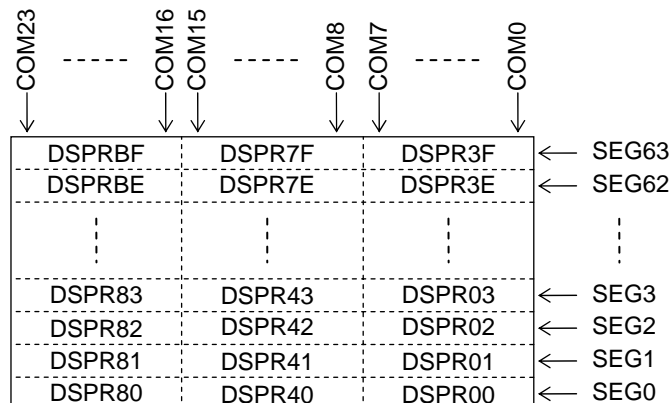 COM23 COM16 COM15 COM8 COM7 COM0
DSPRBF DSPR7F DSPR3F SEG63
DSPRBE DSPR7E DSPR3E SEG62
DSPR83 DSPR43 DSPR03 SEG3
DSPR82 DSPR42 DSPR02 SEG2
DSPR81 DSPR41 DSPR01 SEG1
DSPR80 DSPR40 DSPR00 SEG0